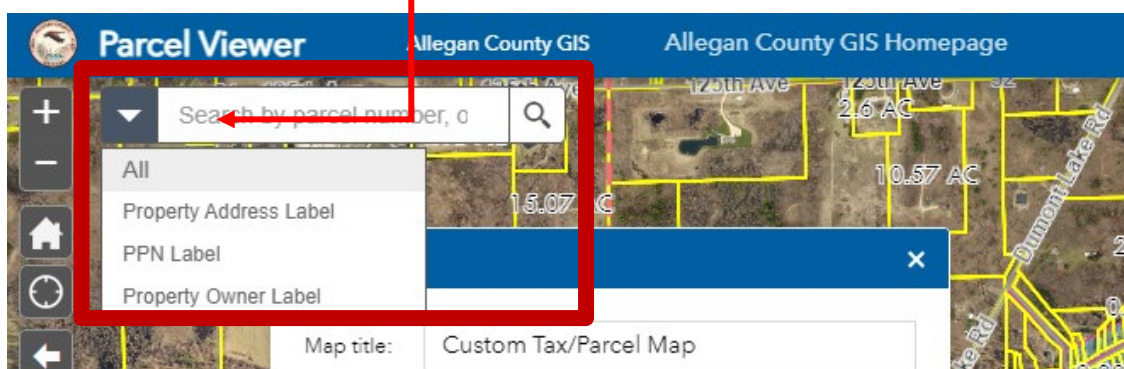 Parcel Viewer Allegan County GIS Allegan County GIS Homepage
125th Ave 125th Ave
Search by parcel number, o
2.6 AC
All
10.57 AC
Property Address Label
15.07 AC
Dumont Lake Rd
PPN Label
Property Owner Label
Map title: Custom Tax/Parcel Map